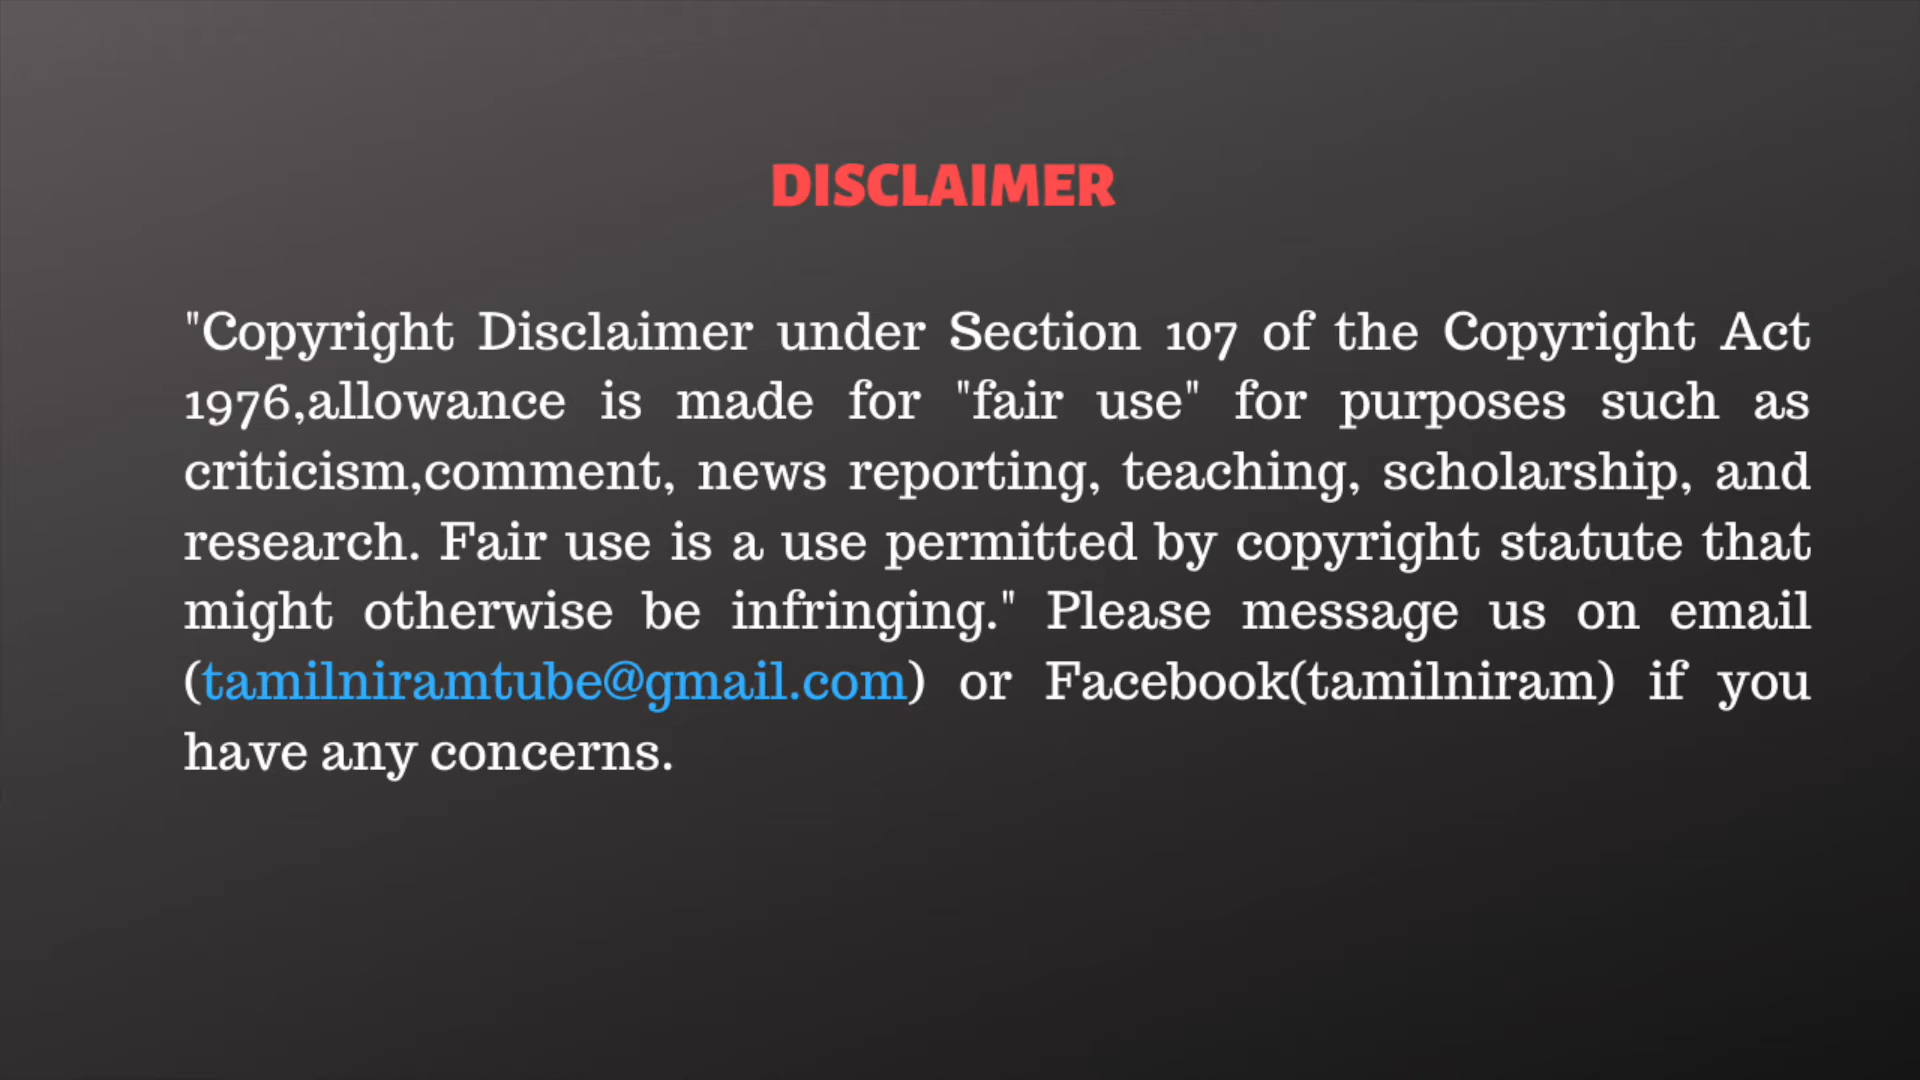 DISCLAIMER
"Copyright Disclaimer under Section 107 of the Copyright Act
1976,allowance is made for "fair use" for purposes such as
criticism,comment, news reporting, teaching, scholarship, and
research. Fair use is a use permitted by copyright statute that
might otherwise be infringing." Please message us on email
(tamilniramtube@gmail.com) or Facebook(tamilniram) if you
have any concerns.